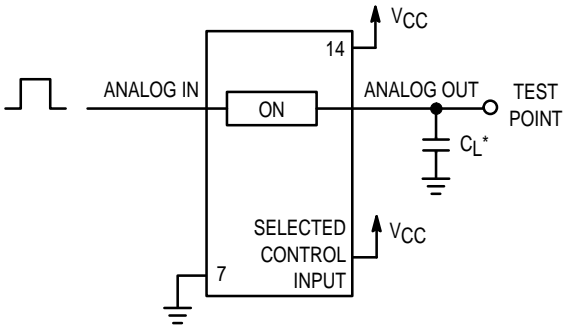 VCC
14
ANALOG IN
ON
ANALOG OUT
TEST
POINT
CL*
SELECTED
CONTROL
INPUT
VCC
7